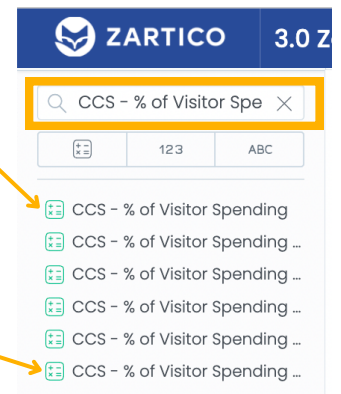 ZARTICO 3.0 Z
CCS - % of Visitor Spe
123 ABC
CCS - % of Visitor Spending
CCS - % of Visitor Spending ...
CCS - % of Visitor Spending ...
CCS - % of Visitor Spending ...
CCS - % of Visitor Spending ...
CCS - % of Visitor Spending ...